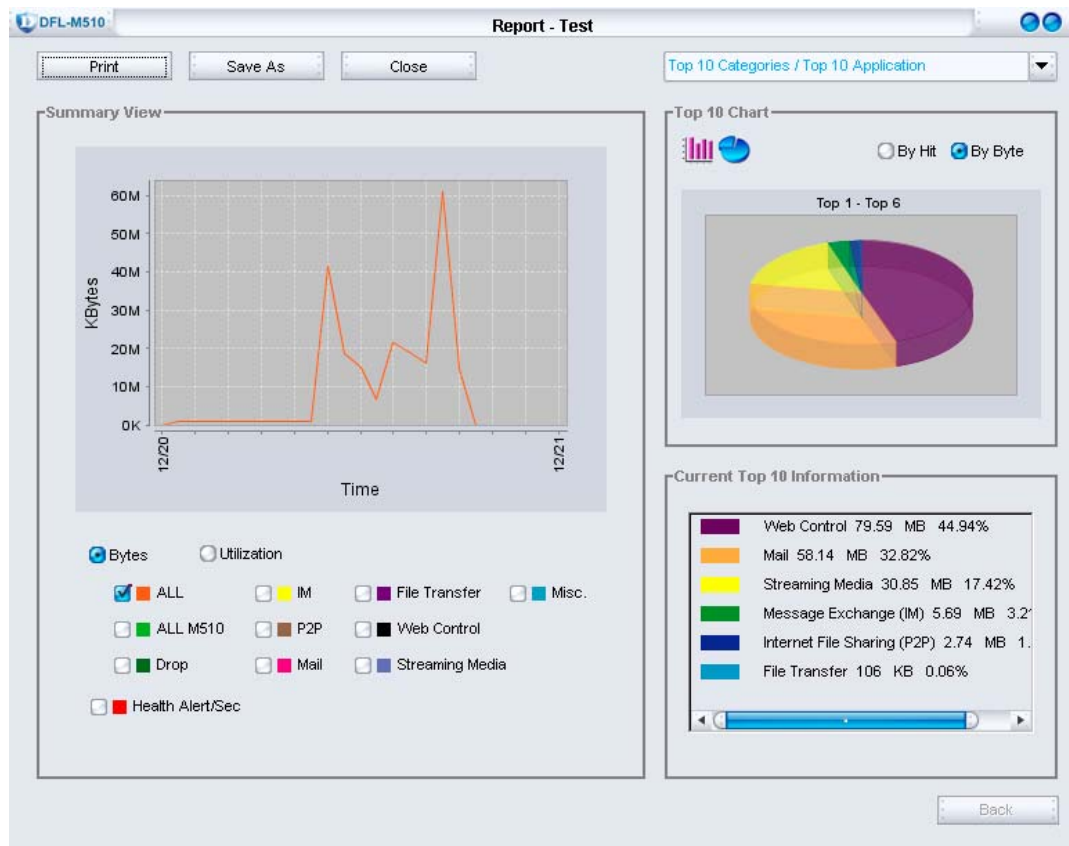 DFL-M510
Report - Test
Print
Save As
Close
Top 10 Categories / Top 10 Application
Summary View
60M
50M
40M
30M
20M
10M
0K
KBytes
12/20
12/21
Time
Bytes
Utilization
ALL
IM
File Transfer
Misc.
ALL M510
P2P
Web Control
Drop
Mail
Streaming Media
Health Alert/Sec
Top 10 Chart
By Hit
By Byte
Top 1 - Top 6
Current Top 10 Information
Web Control 79.59 MB 44.94%
Mail 58.14 MB 32.82%
Streaming Media 30.85 MB 17.42%
Message Exchange (IM) 5.69 MB 3.2
Internet File Sharing (P2P) 2.74 MB 1.
File Transfer 106 KB 0.06%
Back